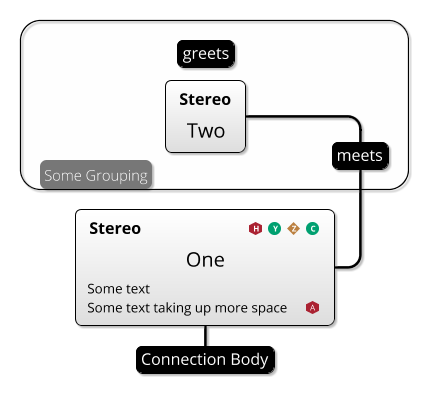 greets
Stereo
Two
meets
Some Grouping
Stereo H Y Z C
One
Some text
Some text taking up more space A
Connection Body